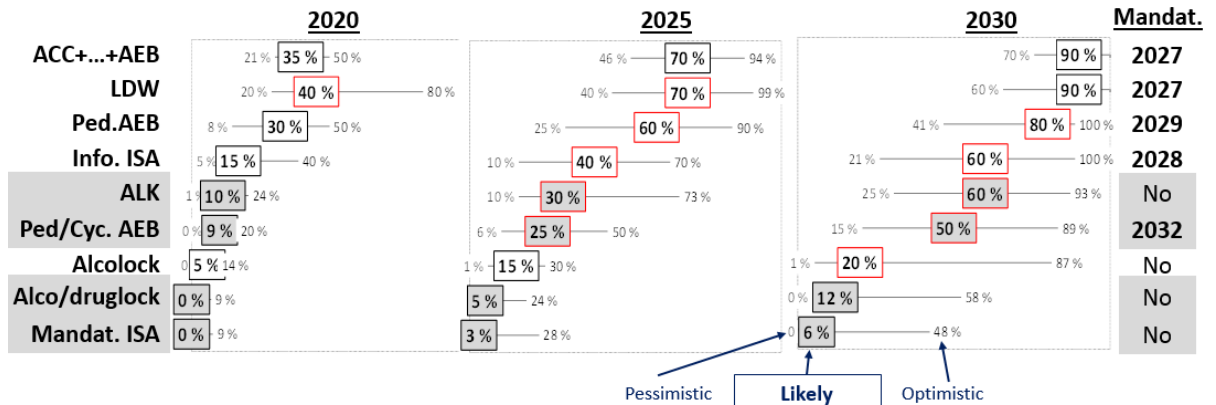 2020 2025 2030 Mandat.
ACC+...+AEB 21 % 35 % 50 % 46 % 70 % 94 % 70 % 90 % 2027
LDW 20 % 40 % 80 % 40 % 70 % 99 % 60 % 90 % 2027
Ped.AEB 8 % 30 % 50 % 25 % 60 % 90 % 41 % 80 % 100 % 2029
Info. ISA 5 % 15 % 40 % 10 % 40 % 70 % 21 % 60 % 100 % 2028
ALK 1 % 10 % 24 % 10 % 30 % 73 % 25 % 60 % 93 % No
Ped/Cyc. AEB 0 % 9 % 20 % 6 % 25 % 50 % 15 % 50 % 89 % 2032
Alcolock 0 5 % 14 % 1 % 15 % 30 % 1 % 20 % 87 % No
Alco/druglock 0 % 9 % 5 % 24 % 0 % 12 % 58 % No
Mandat. ISA 0 % 9 % 3 % 28 % 0 6 % 48 % No
Pessimistic Likely Optimistic